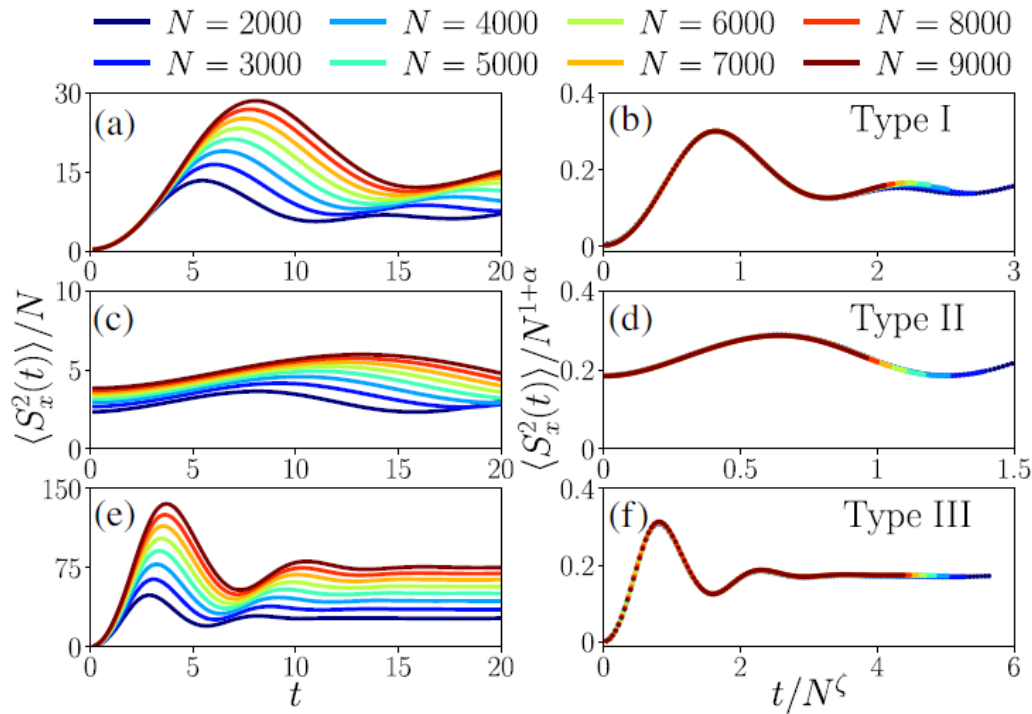 N = 2000 N = 4000 N = 6000 N = 8000
N = 3000 N = 5000 N = 7000 N = 9000
(a)
30
15
0
0 5 10 15 20
(b) Type I
0.4
0.2
0
0 1 2 3
(c)
10
5
0
0 5 10 15 20
(d) Type II
0.4
0.2
0
0 0.5 1 1.5
(e)
150
75
0
0 5 10 15 20
(f) Type III
0.4
0.2
0
0 2 4 6
⟨S_x^2(t)⟩/N
⟨S_x^2(t)⟩/N^{1+α}
t
t/N^ζ